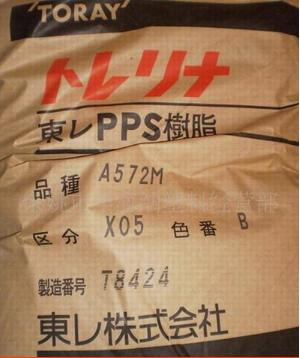 'TORAY'
トレリナ
東レPPS樹脂
品種 A572M
区分 X05 色番 B
製造番号 T8424
東レ株式会社